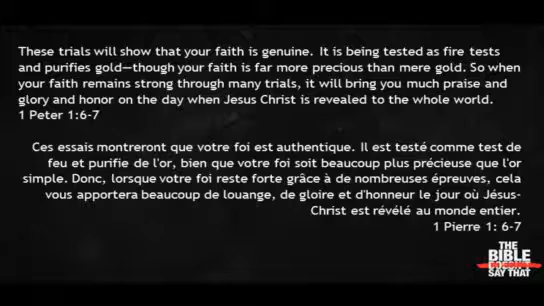 These trials will show that your faith is genuine. It is being tested as fire tests
and purifies gold—though your faith is far more precious than mere gold. So when
your faith remains strong through many trials, it will bring you much praise and
glory and honor on the day when Jesus Christ is revealed to the whole world.
1 Peter 1:6-7
Ces essais montreront que votre foi est authentique. Il est testé comme test de
feu et purifie de l'or, bien que votre foi soit beaucoup plus précieuse que l'or
simple. Donc, lorsque votre foi reste forte grâce à de nombreuses épreuves, cela
vous apportera beaucoup de louange, de gloire et d'honneur le jour où Jésus-
Christ est révélé au monde entier.
1 Pierre 1: 6-7
THE
BIBLE
DOESN'T
SAY THAT